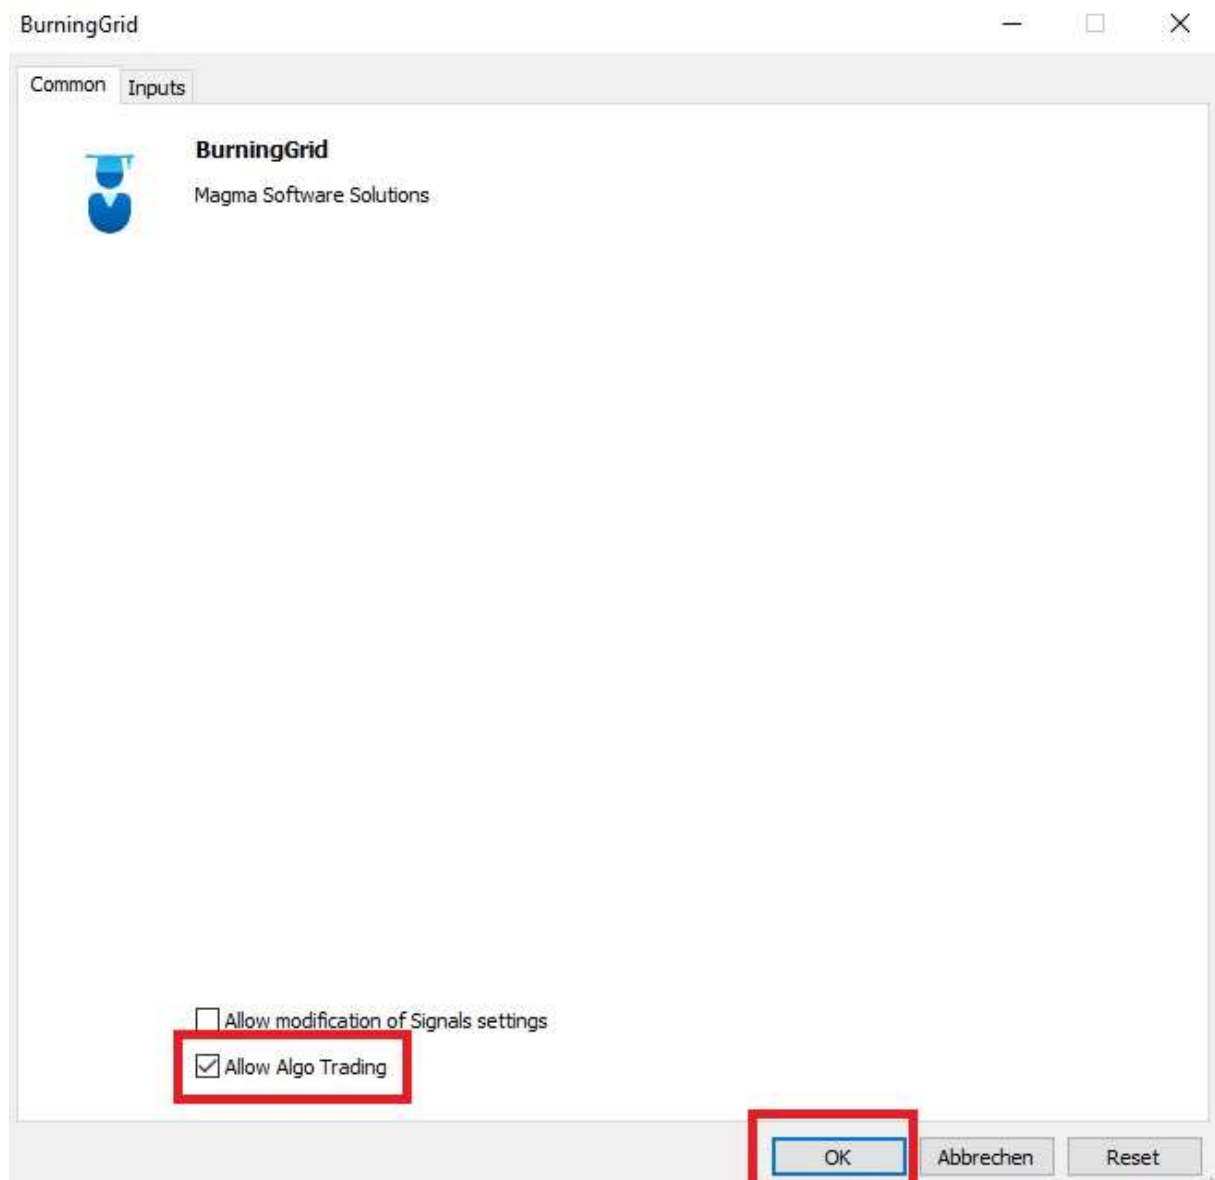 BurningGrid
Common
Inputs
BurningGrid
Magma Software Solutions
Allow modification of Signals settings
Allow Algo Trading
OK
Abbrechen
Reset